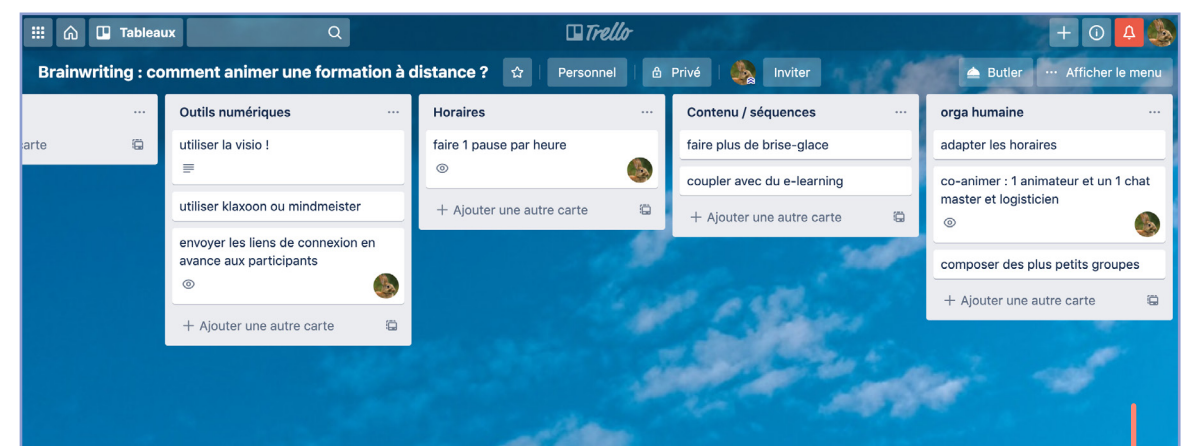 Tableaux
Trello
Brainwriting : comment animer une formation à distance ?
Personnel
Privé
Inviter
Butler
Afficher le menu
arte
Outils numériques
utiliser la visio !
utiliser klaxoon ou mindmeister
envoyer les liens de connexion en
avance aux participants
+ Ajouter une autre carte
Horaires
faire 1 pause par heure
+ Ajouter une autre carte
Contenu / séquences
faire plus de brise-glace
coupler avec du e-learning
+ Ajouter une autre carte
orga humaine
adapter les horaires
co-animer : 1 animateur et un 1 chat
master et logisticien
composer des plus petits groupes
+ Ajouter une autre carte